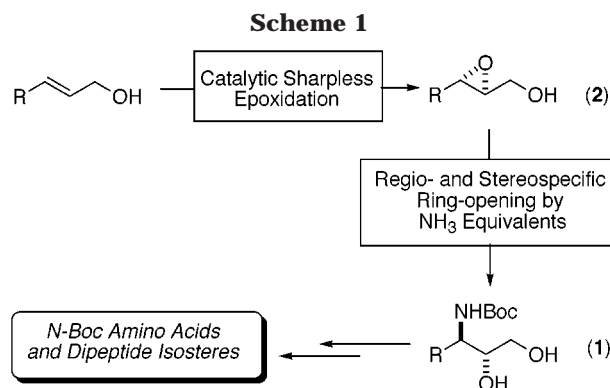 Scheme 1
R OH
Catalytic Sharpless
Epoxidation
O
R OH (2)
Regio- and Stereospecific
Ring-opening by
NH3 Equivalents
N-Boc Amino Acids
and Dipeptide Isosteres
NHBoc
R OH (1)
OH